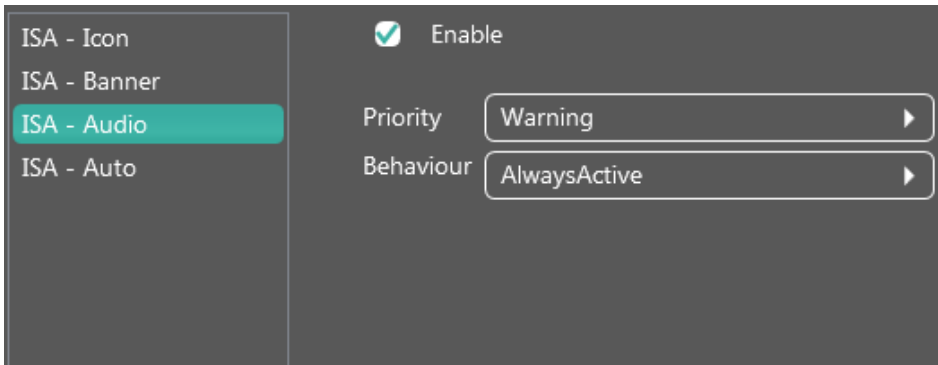 ISA - Icon
ISA - Banner
ISA - Audio
ISA - Auto
Enable
Priority
Warning
Behaviour
AlwaysActive